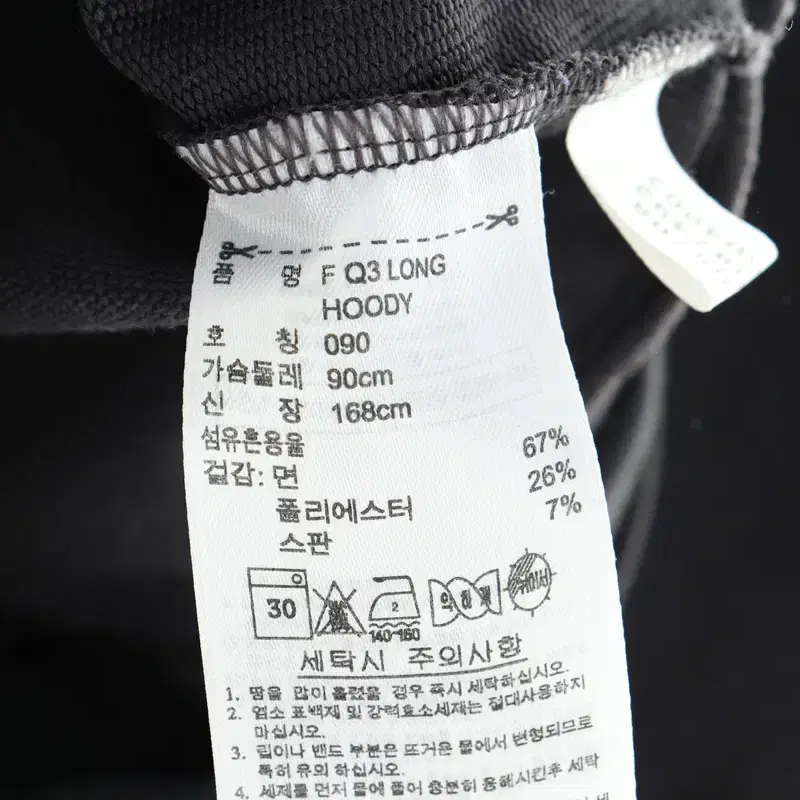 품 명 F Q3 LONG
HOODY
호 칭 090
가슴둘레 90cm
신 장 168cm
섬유혼용율
겉감: 면 67%
폴리에스터 26%
스판 7%
30
2
140~160
약하게
뉘어서
세탁시 주의사항
1. 땀을 많이 흘렸을 경우 즉시 세탁하십시오.
2. 염소 표백제 및 강력효소세제는 절대사용하지
마십시오.
3. 립이나 밴드 부분은 뜨거운 물에서 변형되므로
특히 유의 하십시오.
4. 세제를 먼저 물에 풀어 충분히 용해시킨후 세탁